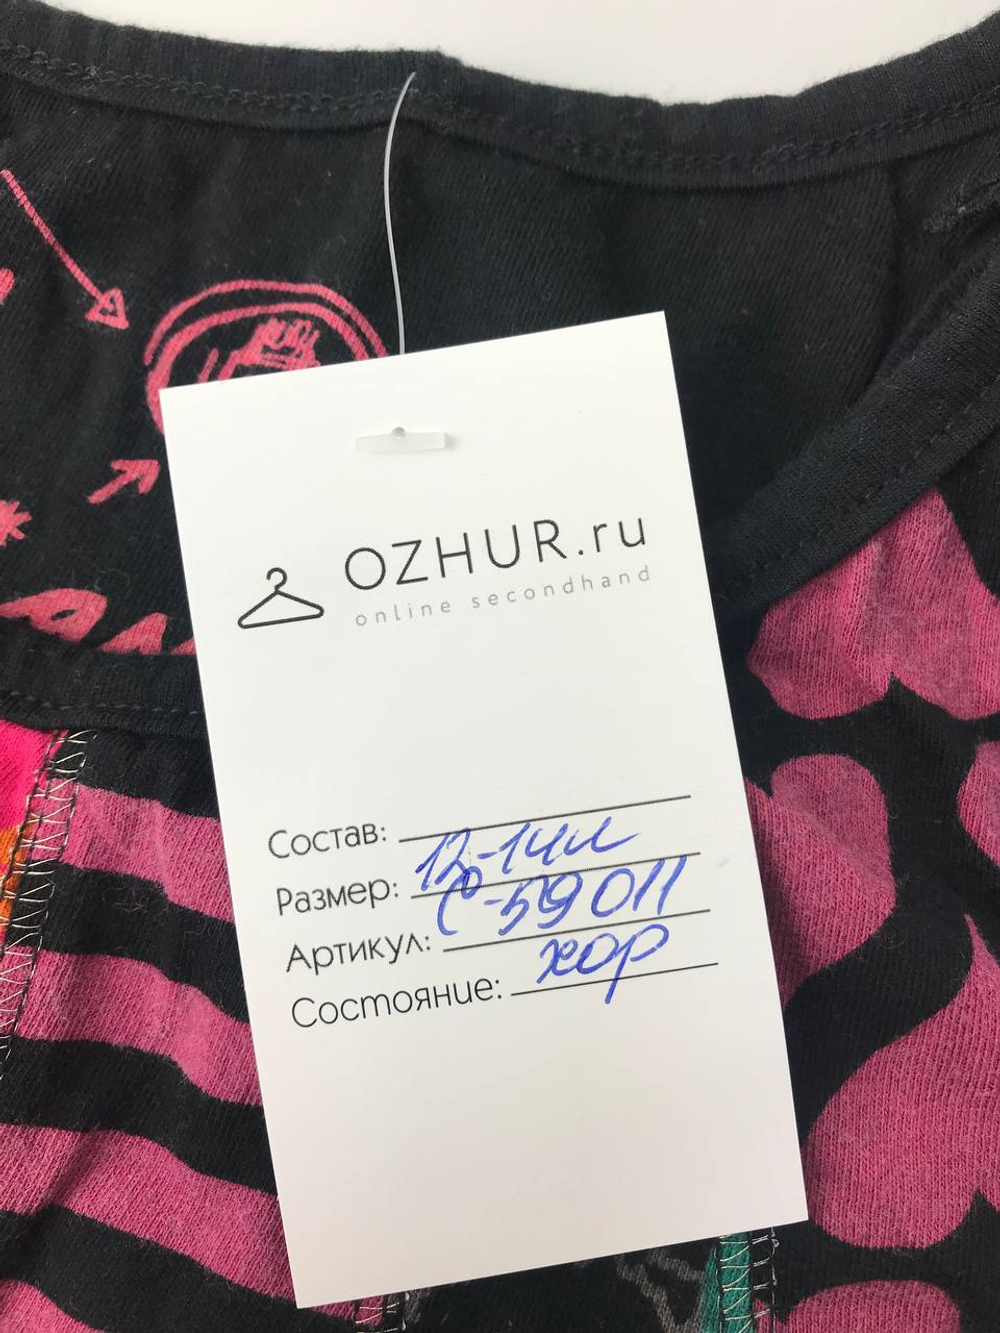 OZHUR.ru
online secondhand
Состав:
Размер: 12-14л
Артикул: С-59011
Состояние: хор